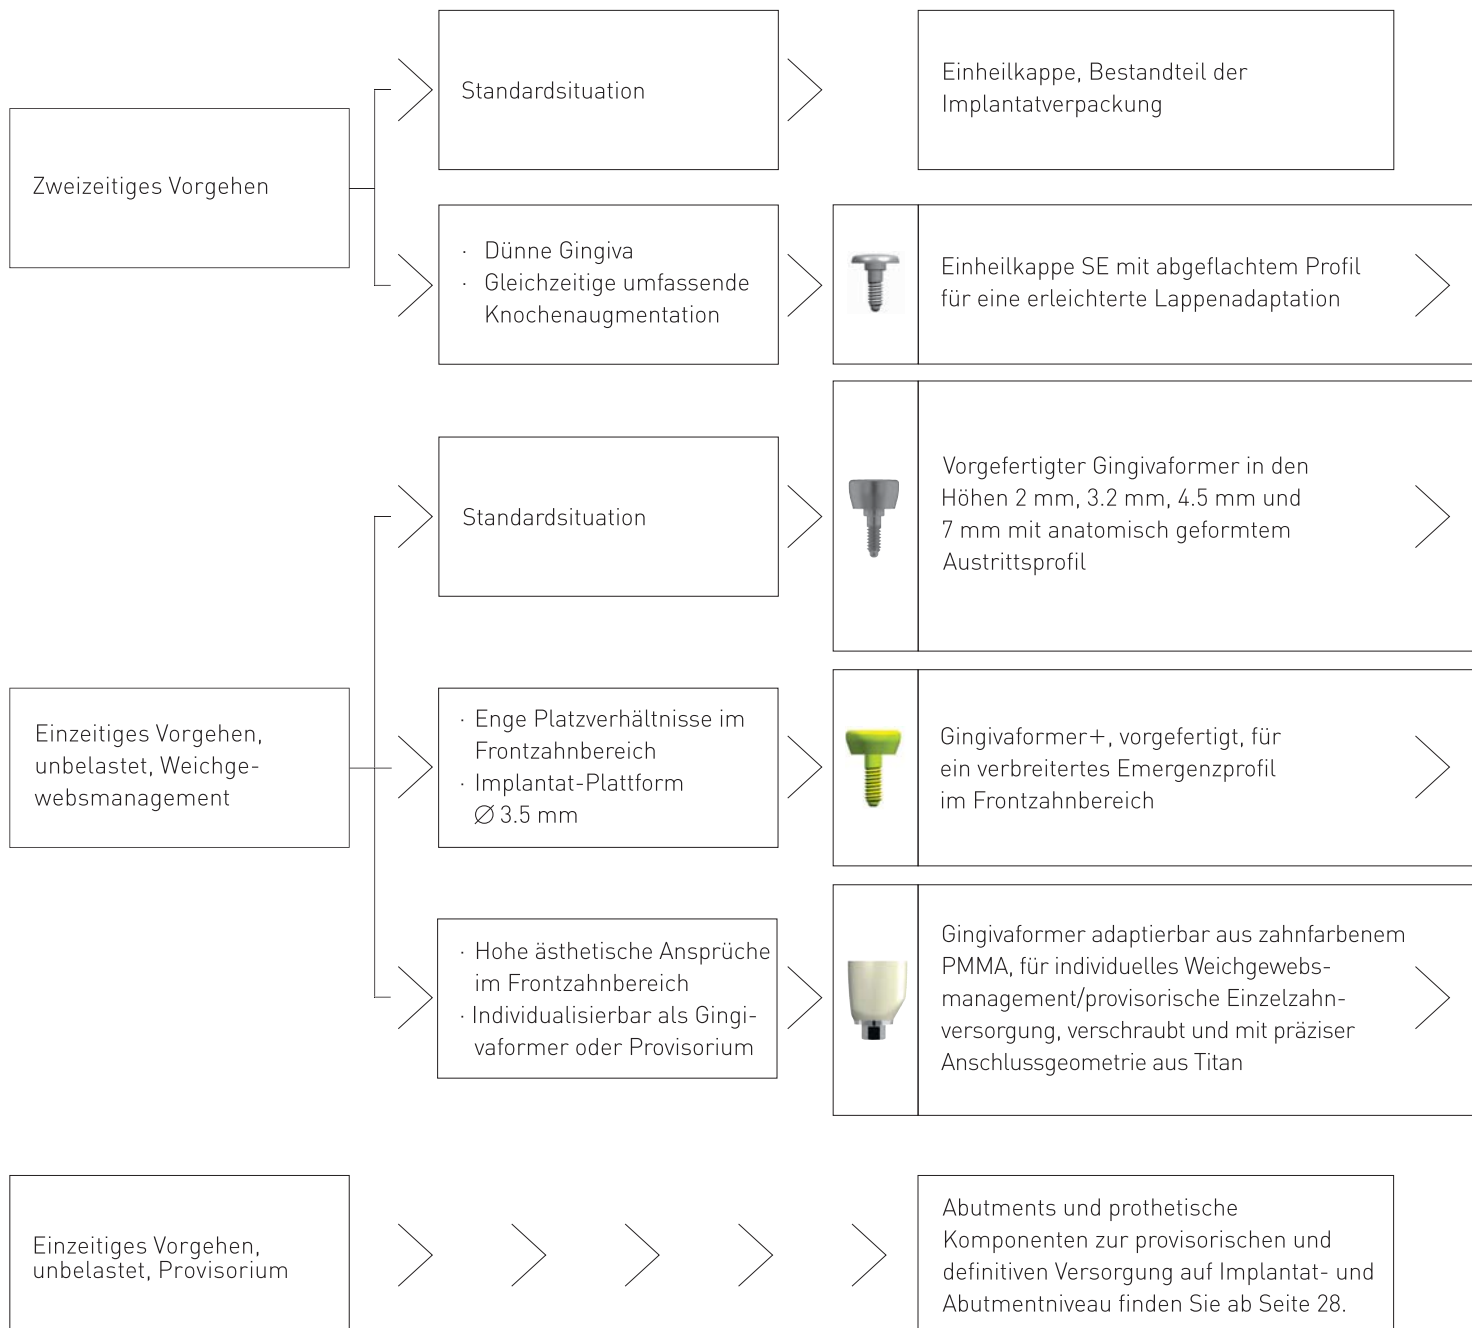 Zweizeitiges Vorgehen
Standardsituation
Einheilkappe, Bestandteil der
Implantatverpackung
· Dünne Gingiva
· Gleichzeitige umfassende
Knochenaugmentation
Einheilkappe SE mit abgeflachtem Profil
für eine erleichterte Lappenadaptation
Einzeitiges Vorgehen,
unbelastet, Weichge-
websmanagement
Standardsituation
Vorgefertigter Gingivaformer in den
Höhen 2 mm, 3.2 mm, 4.5 mm und
7 mm mit anatomisch geformtem
Austrittsprofil
· Enge Platzverhältnisse im
Frontzahnbereich
· Implantat-Plattform
Ø 3.5 mm
Gingivaformer+, vorgefertigt, für
ein verbreitertes Emergenzprofil
im Frontzahnbereich
· Hohe ästhetische Ansprüche
im Frontzahnbereich
· Individualisierbar als Gingi-
vaformer oder Provisorium
Gingivaformer adaptierbar aus zahnfarbenem
PMMA, für individuelles Weichgewebs-
management/provisorische Einzelzahn-
versorgung, verschraubt und mit präziser
Anschlussgeometrie aus Titan
Einzeitiges Vorgehen,
unbelastet, Provisorium
Abutments und prothetische
Komponenten zur provisorischen und
definitiven Versorgung auf Implantat- und
Abutmentniveau finden Sie ab Seite 28.